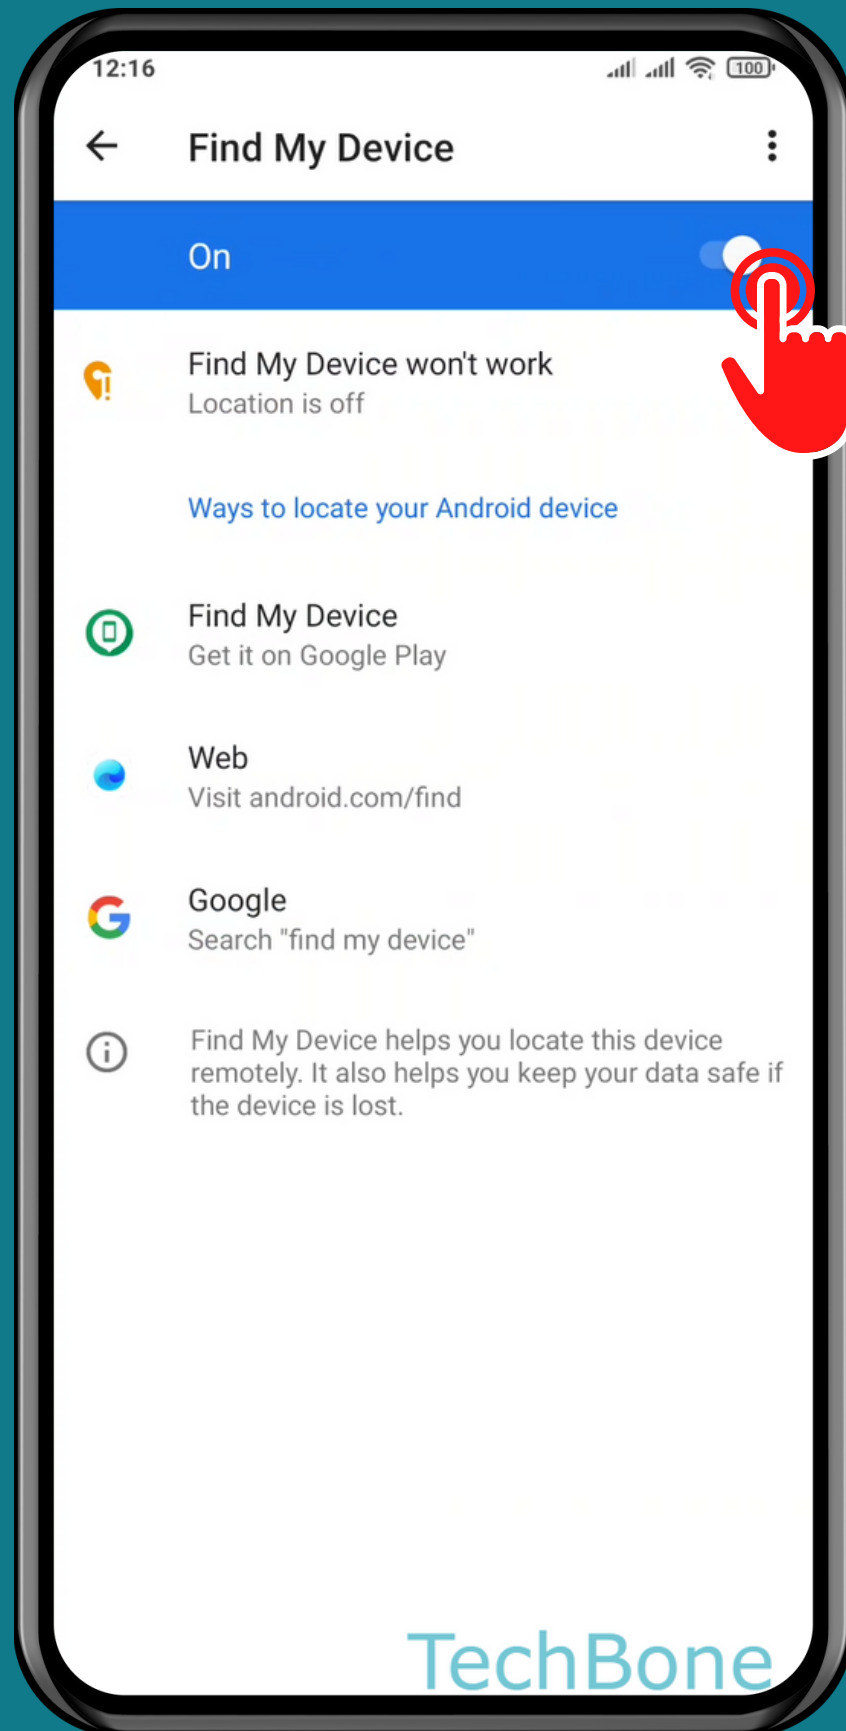 12:16
100
Find My Device
On
Find My Device won't work
Location is off
Ways to locate your Android device
Find My Device
Get it on Google Play
Web
Visit android.com/find
Google
Search "find my device"
Find My Device helps you locate this device
remotely. It also helps you keep your data safe if
the device is lost.
TechBone